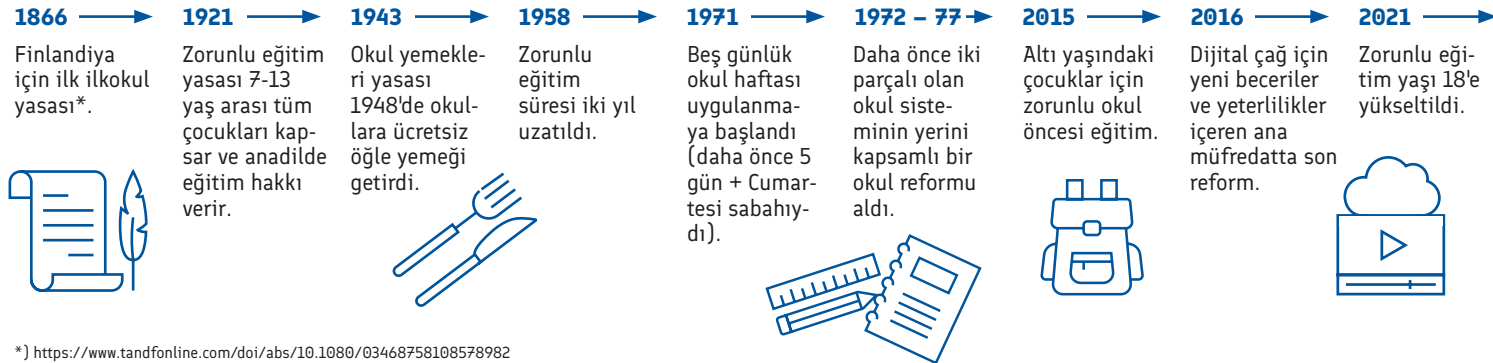 1866
Finlandiya
için ilk ilkokul
yasası*.
1921
Zorunlu eğitim
yasası 7-13
yaş arası tüm
çocukları kap-
sar ve anadilde
eğitim hakkı
verir.
1943
Okul yemekle-
ri yasası
1948'de okul-
lara ücretsiz
öğle yemeği
getirdi.
1958
Zorunlu
eğitim
süresi iki yıl
uzatıldı.
1971
Beş günlük
okul haftası
uygulanma-
ya başlandı
(daha önce 5
gün + Cumar-
tesi sabahıy-
dı).
1972 – 77
Daha önce iki
parçalı olan
okul siste-
minin yerini
kapsamlı bir
okul reformu
aldı.
2015
Altı yaşındaki
çocuklar için
zorunlu okul
öncesi eğitim.
2016
Dijital çağ için
yeni beceriler
ve yeterlilikler
içeren ana
müfredatta son
reform.
2021
Zorunlu eği-
tim yaşı 18'e
yükseltildi.
*) https://www.tandfonline.com/doi/abs/10.1080/03468758108578982